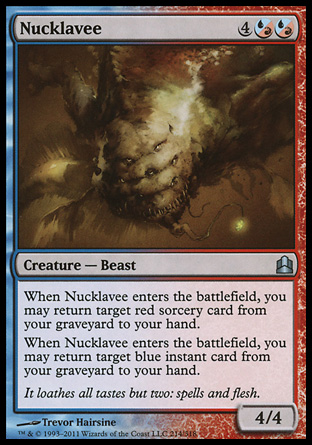 Nucklavee 4
Creature — Beast
When Nucklavee enters the battlefield, you
may return target red sorcery card from
your graveyard to your hand.
When Nucklavee enters the battlefield, you
may return target blue instant card from
your graveyard to your hand.
It loathes all tastes but two: spells and flesh.
Trevor Hairsine
™ & © 1993–2011 Wizards of the Coast LLC 214/318
4/4